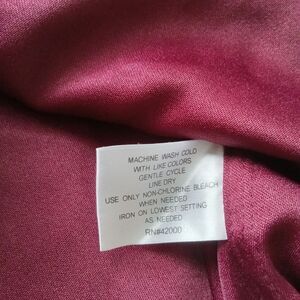 MACHINE WASH COLD
WITH LIKE COLORS
GENTLE CYCLE
LINE DRY
USE ONLY NON-CHLORINE BLEACH
WHEN NEEDED
IRON ON LOWEST SETTING
AS NEEDED
RN#42000